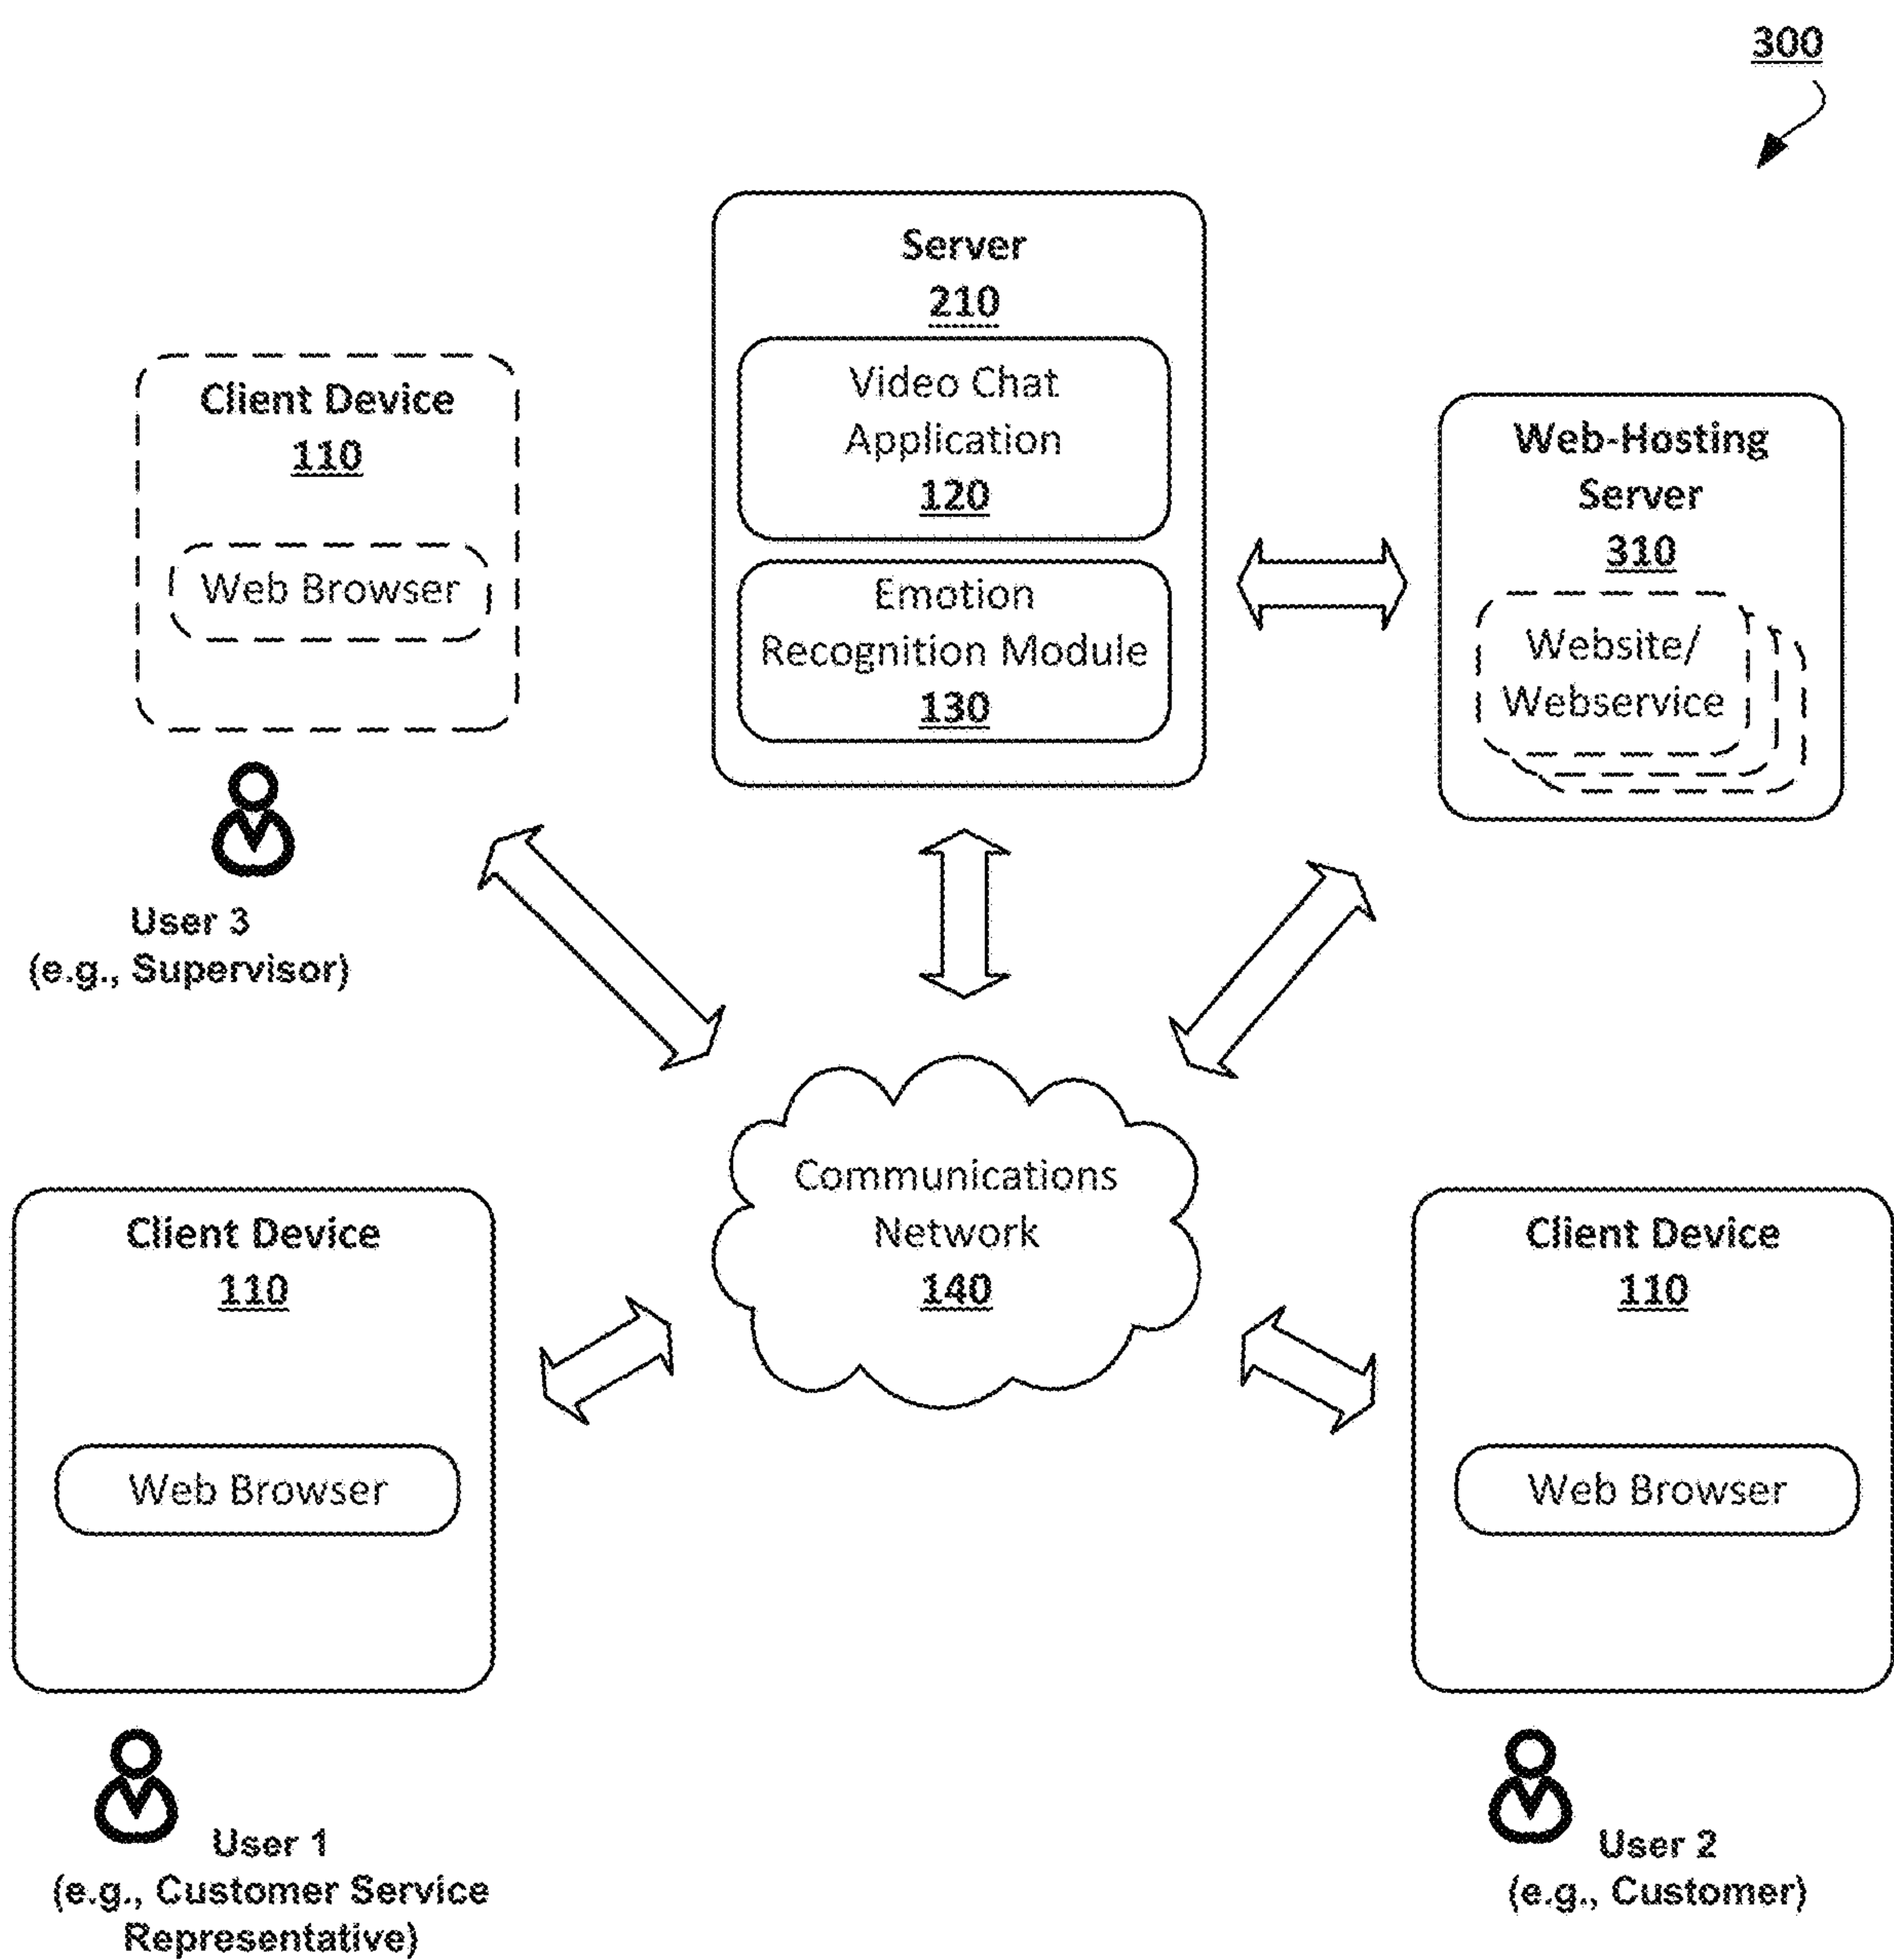 300
Server
210
Video Chat
Application
120
Emotion
Recognition Module
130
Client Device
110
Web Browser
User 3
(e.g., Supervisor)
Web-Hosting
Server
310
Website/
Webservice
Communications
Network
140
Client Device
110
Web Browser
User 1
(e.g., Customer Service
Representative)
Client Device
110
Web Browser
User 2
(e.g., Customer)